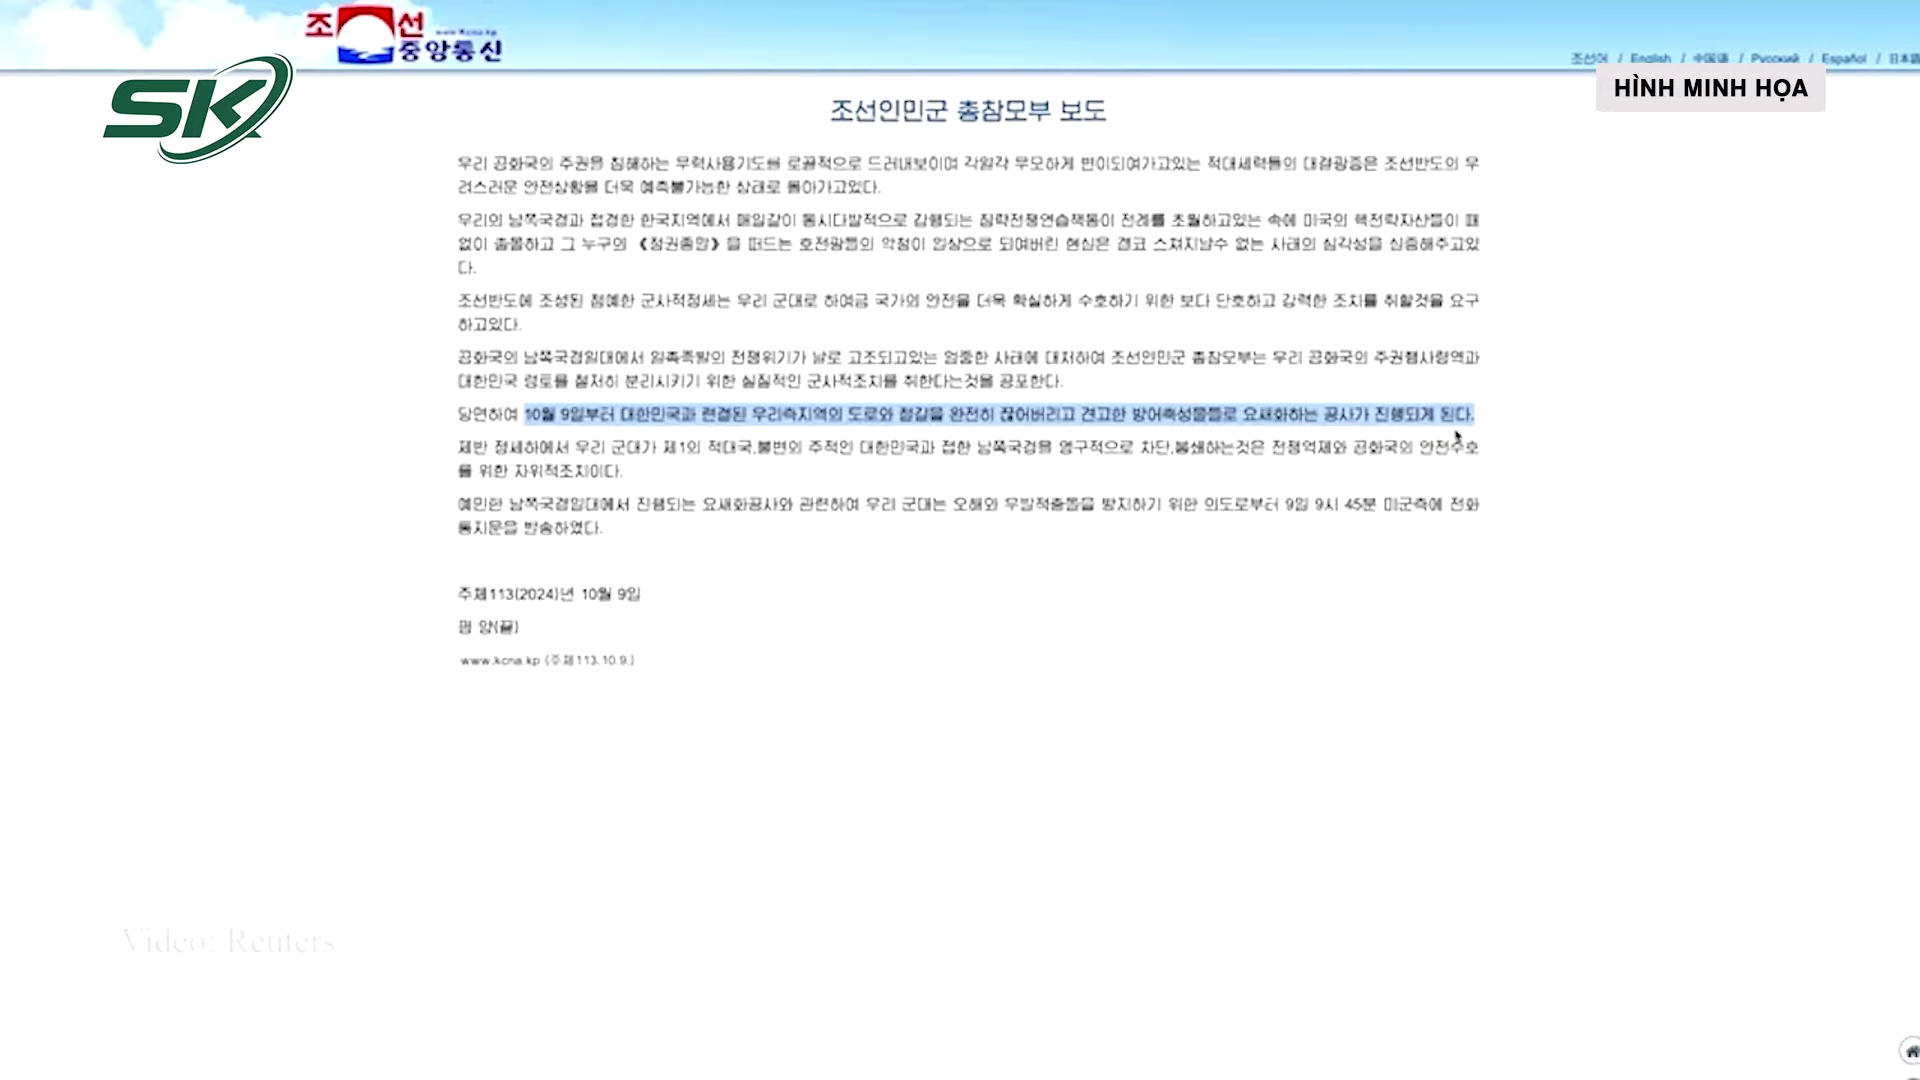 조선
www.kcna.kp
중앙통신
조선어 / English / 中国语 / Русский / Español / 日本語
SK
HÌNH MINH HỌA
조선인민군 총참모부 보도
우리 공화국의 주권을 침해하는 무력사용기도를 로골적으로 드러내보이며 각일각 무모하게 변이되여가고있는 적대세력들의 대결광증은 조선반도의 우
려스러운 안전상황을 더욱 예측불가능한 상태로 몰아가고있다.
우리의 남쪽국경과 접경한 한국지역에서 매일같이 동시다발적으로 감행되는 침략전쟁연습책동이 전례를 초월하고있는 속에 미국의 핵전략자산들이 때
없이 출몰하고 그 누구의 《정권종말》을 떠드는 호전광들의 악청이 일상으로 되여버린 현실은 결코 스쳐지날수 없는 사태의 심각성을 실증해주고있
다.
조선반도에 조성된 첨예한 군사적정세는 우리 군대로 하여금 국가의 안전을 더욱 확실하게 수호하기 위한 보다 단호하고 강력한 조치를 취할것을 요구
하고있다.
공화국의 남쪽국경일대에서 일촉즉발의 전쟁위기가 날로 고조되고있는 엄중한 사태에 대처하여 조선인민군 총참모부는 우리 공화국의 주권행사령역과
대한민국 령토를 철저히 분리시키기 위한 실질적인 군사적조치를 취한다는것을 공포한다.
당면하여 10월 9일부터 대한민국과 련결된 우리측지역의 도로와 철길을 완전히 끊어버리고 견고한 방어축성물들로 요새화하는 공사가 진행되게 된다.
제반 정세하에서 우리 군대가 제1의 적대국,불변의 주적인 대한민국과 접한 남쪽국경을 영구적으로 차단,봉쇄하는것은 전쟁억제와 공화국의 안전수호
를 위한 자위적조치이다.
예민한 남쪽국경일대에서 진행되는 요새화공사와 관련하여 우리 군대는 오해와 우발적충돌을 방지하기 위한 의도로부터 9일 9시 45분 미군측에 전화
통지문을 발송하였다.
주체113(2024)년 10월 9일
평 양(끝)
www.kcna.kp (주체113.10.9.)
Video: Reuters